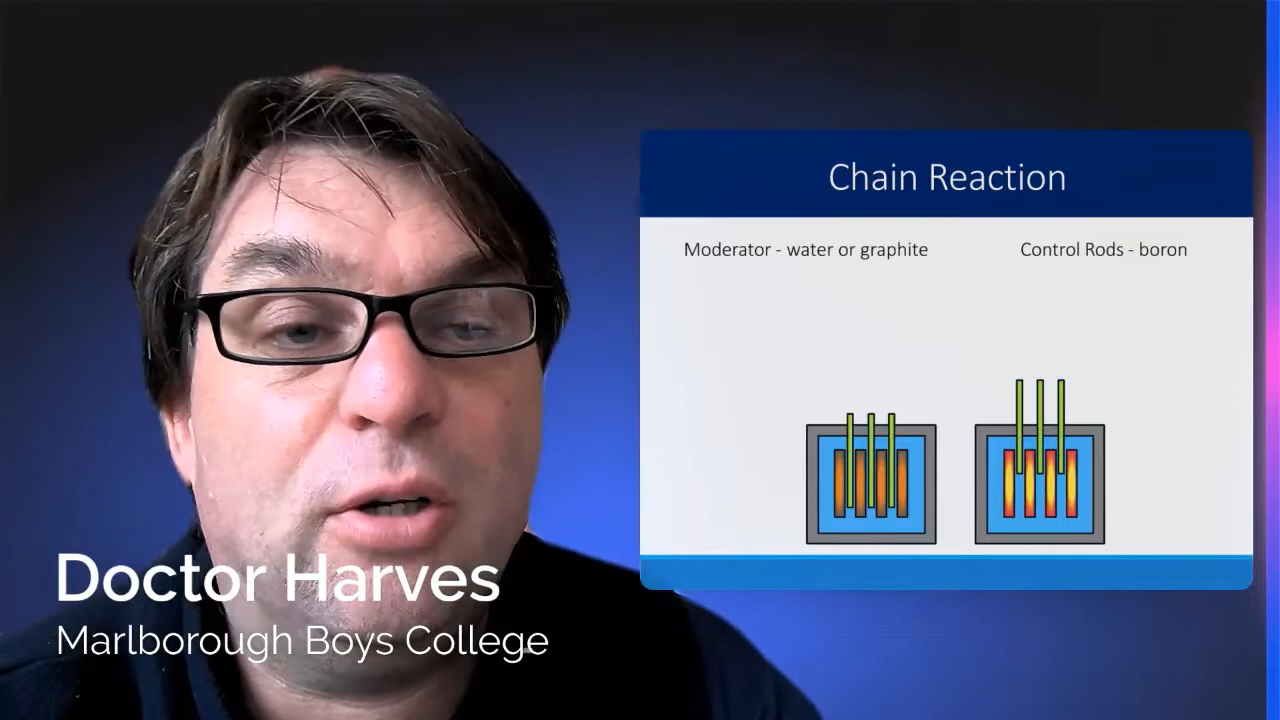 Chain Reaction
Moderator - water or graphite
Control Rods - boron
Doctor Harves
Marlborough Boys College